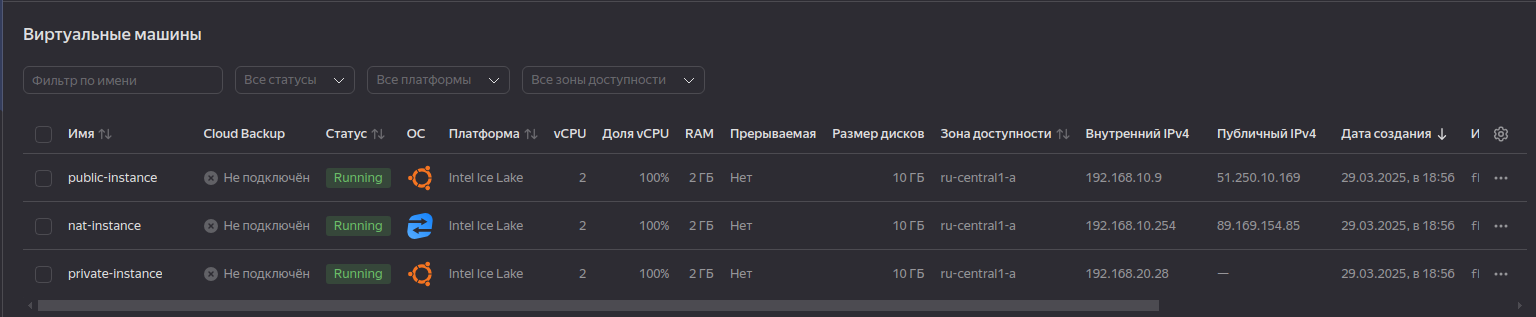 Виртуальные машины
Фильтр по имени Все статусы Все платформы Все зоны доступности
Имя Cloud Backup Статус ОС Платформа vCPU Доля vCPU RAM Прерываемая Размер дисков Зона доступности Внутренний IPv4 Публичный IPv4 Дата создания
public-instance Не подключён Running Intel Ice Lake 2 100% 2 ГБ Нет 10 ГБ ru-central1-a 192.168.10.9 51.250.10.169 29.03.2025, в 18:56
nat-instance Не подключён Running Intel Ice Lake 2 100% 2 ГБ Нет 10 ГБ ru-central1-a 192.168.10.254 89.169.154.85 29.03.2025, в 18:56
private-instance Не подключён Running Intel Ice Lake 2 100% 2 ГБ Нет 10 ГБ ru-central1-a 192.168.20.28 — 29.03.2025, в 18:56